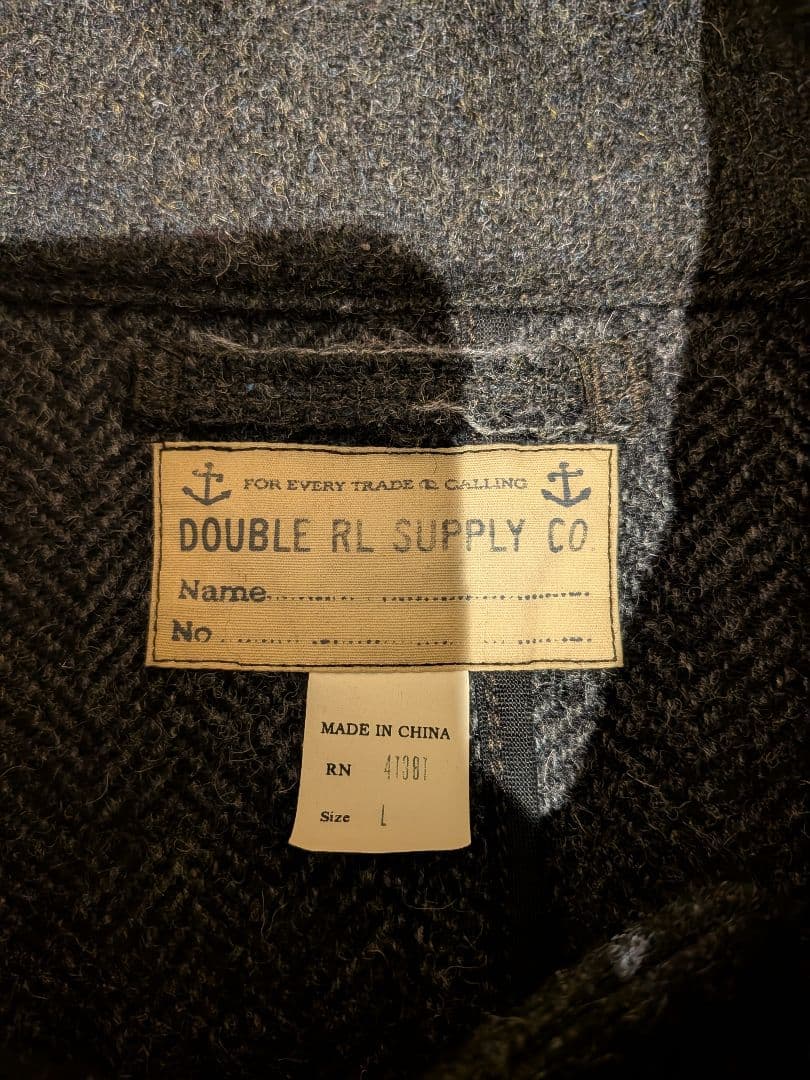 FOR EVERY TRADE & CALLING
DOUBLE RL SUPPLY CO.
Name
No
MADE IN CHINA
RN 41381
Size L